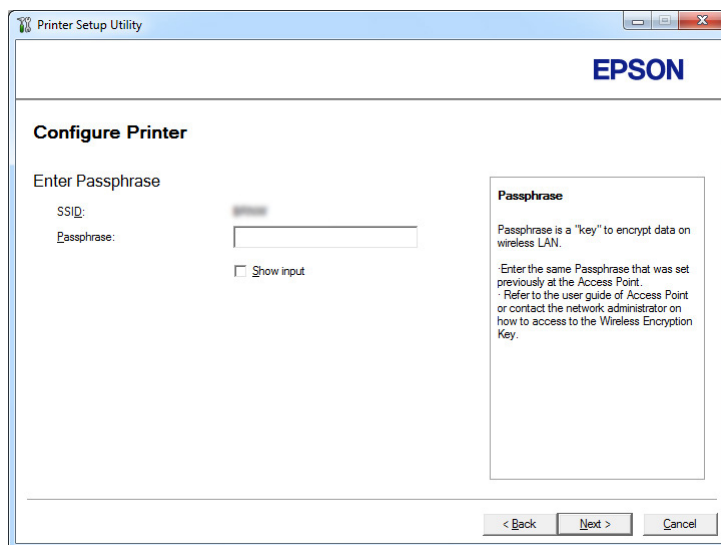 Printer Setup Utility
EPSON
Configure Printer
Enter Passphrase
SSID:
Passphrase:
Show input
Passphrase
Passphrase is a "key" to encrypt data on
wireless LAN.
·Enter the same Passphrase that was set
previously at the Access Point.
· Refer to the user guide of Access Point
or contact the network administrator on
how to access to the Wireless Encryption
Key.
< Back
Next >
Cancel